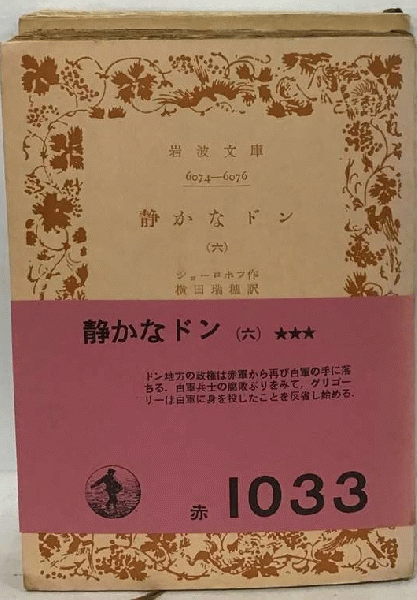 岩波文庫
6074—6076
静かなドン
(六)
ショーロホフ作
横田瑞穂訳
静かなドン (六) ★★★
ドン地方の政権は赤軍から再び白軍の手に落
ちる．白軍兵士の腐敗ぶりをみて，グリゴー
リーは白軍に身を投じたことを反省し始める．
赤 1033